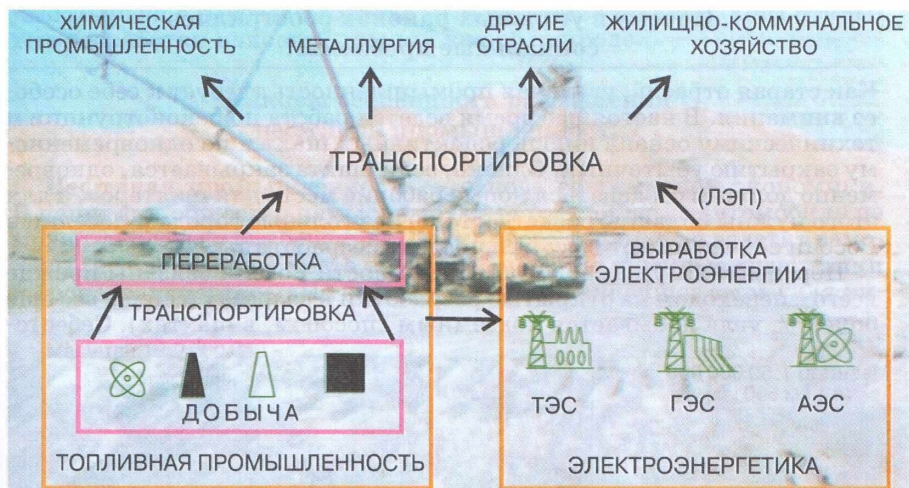 ХИМИЧЕСКАЯ
ПРОМЫШЛЕННОСТЬ
МЕТАЛЛУРГИЯ
ДРУГИЕ
ОТРАСЛИ
ЖИЛИЩНО-КОММУНАЛЬНОЕ
ХОЗЯЙСТВО
ТРАНСПОРТИРОВКА
(ЛЭП)
ПЕРЕРАБОТКА
ТРАНСПОРТИРОВКА
ДОБЫЧА
ТОПЛИВНАЯ ПРОМЫШЛЕННОСТЬ
ВЫРАБОТКА
ЭЛЕКТРОЭНЕРГИИ
ТЭС
ГЭС
АЭС
ЭЛЕКТРОЭНЕРГЕТИКА